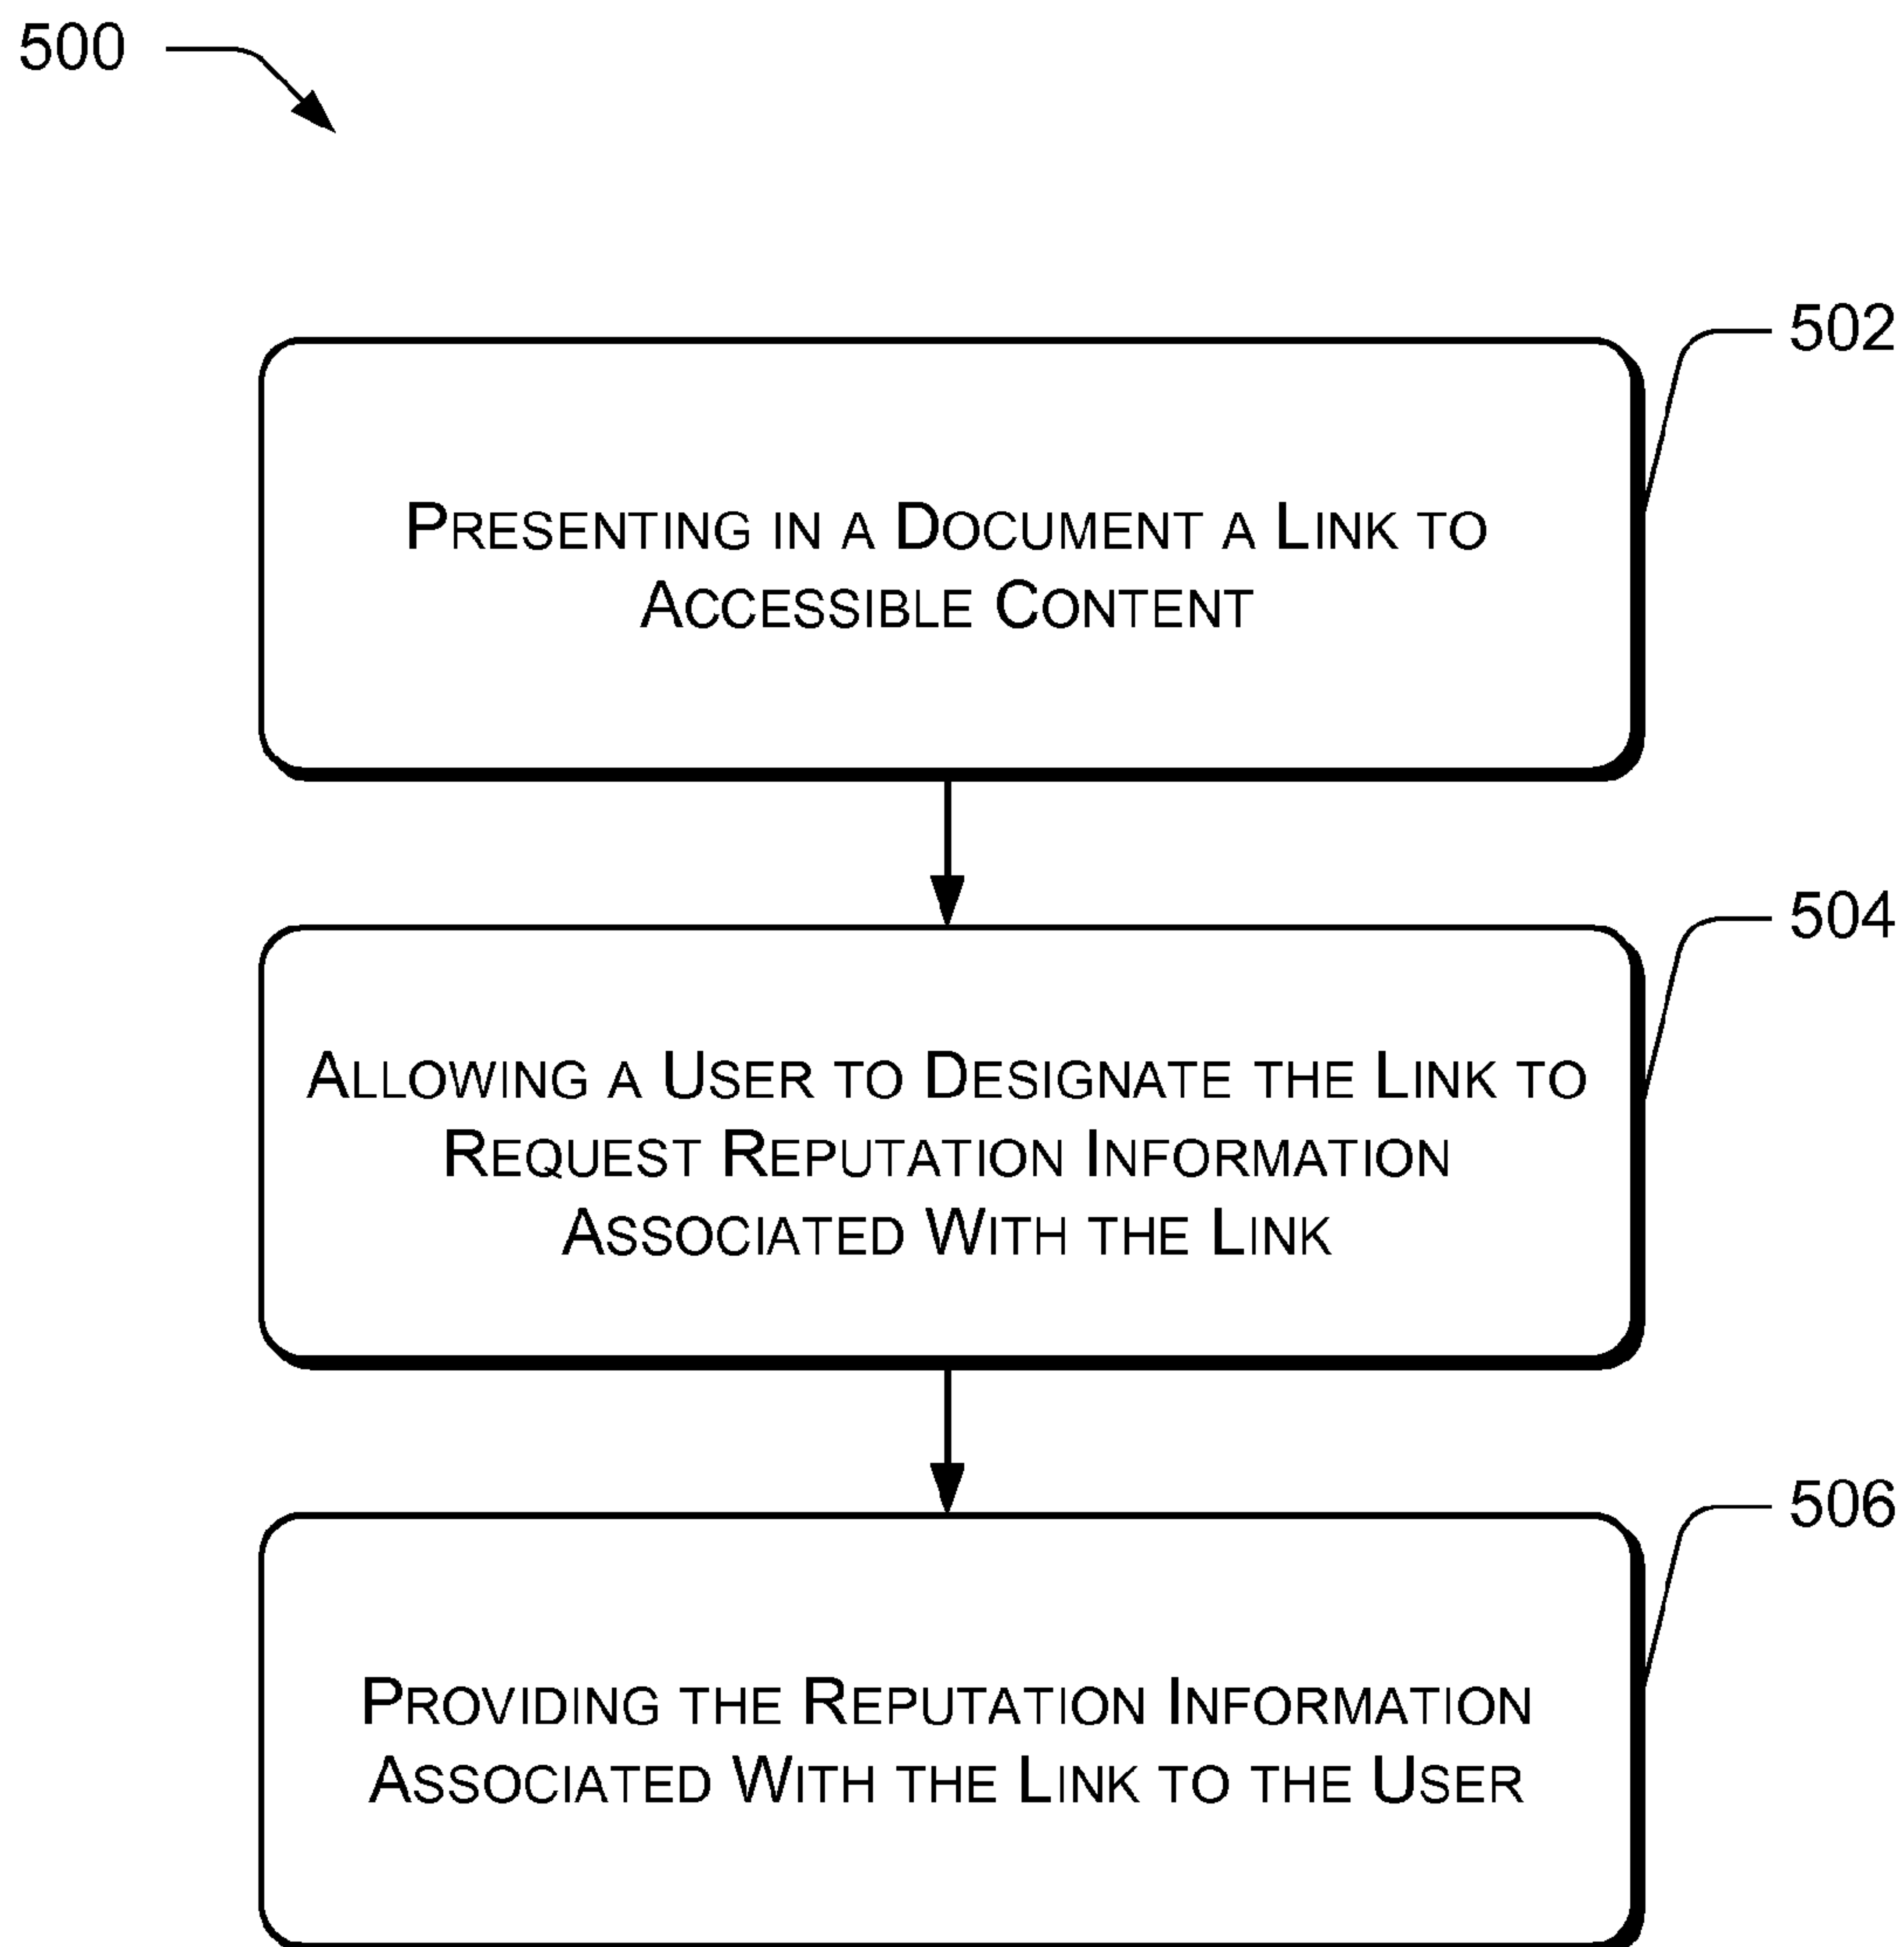 500
502
Presenting in a Document a Link to
Accessible Content
504
Allowing a User to Designate the Link to
Request Reputation Information
Associated With the Link
506
Providing the Reputation Information
Associated With the Link to the User